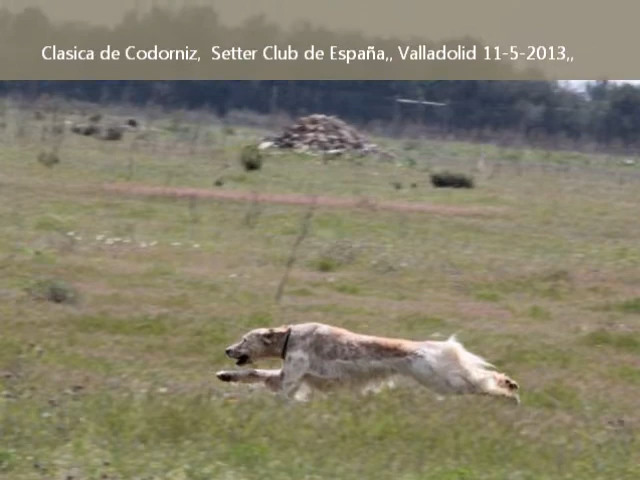 Clasica de Codorniz,  Setter Club de España,, Valladolid 11-5-2013,,